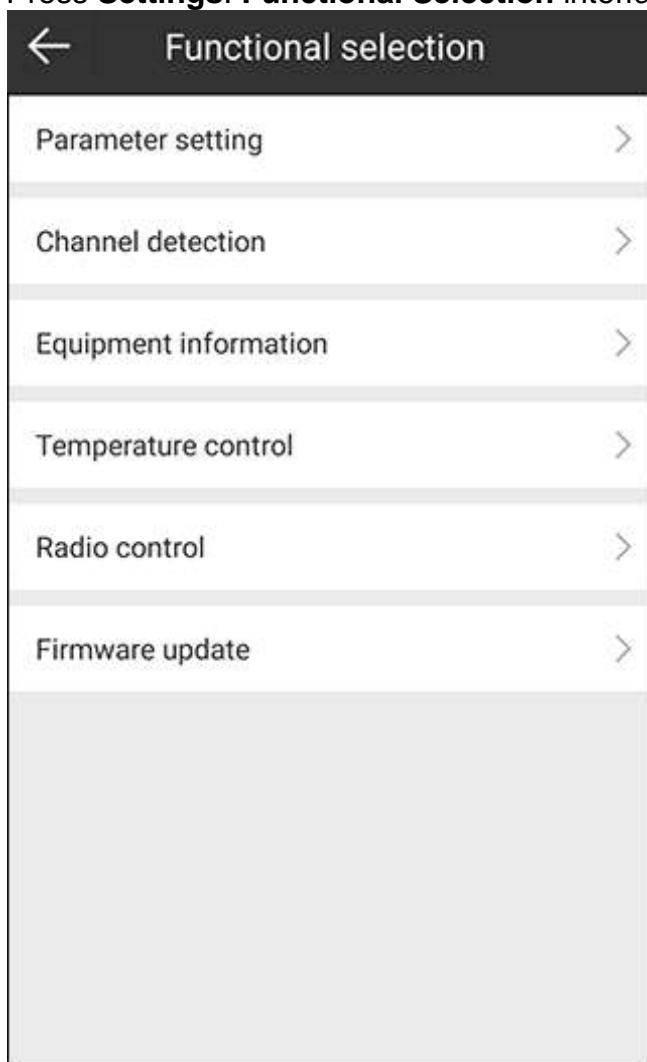 Press Settings. Functional Selection
Functional selection
Parameter setting
Channel detection
Equipment information
Temperature control
Radio control
Firmware update